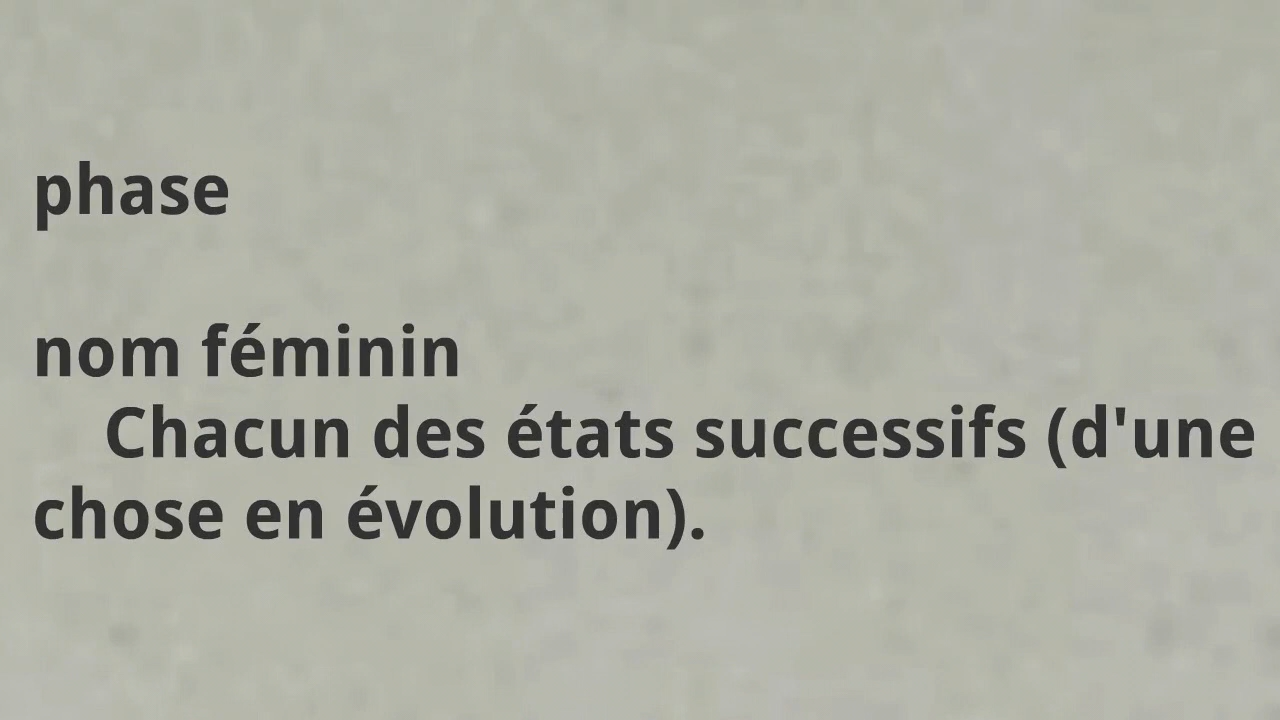 phase
nom féminin
Chacun des états successifs (d'une
chose en évolution).